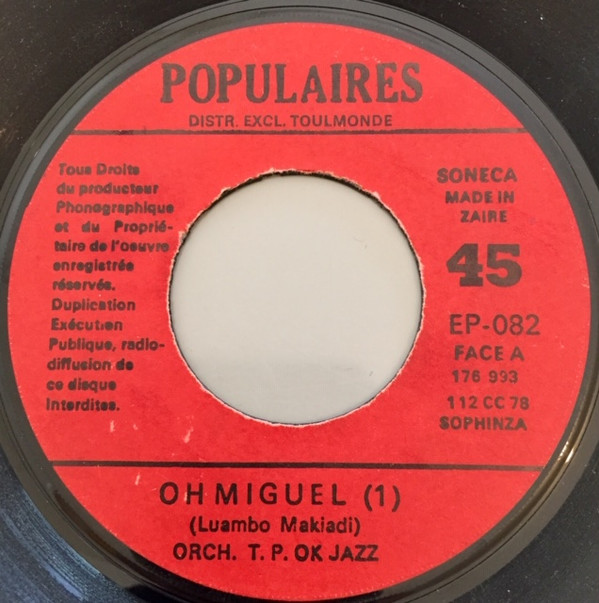 POPULAIRES
DISTR. EXCL. TOULMONDE
Tous Droits
du producteur
Phonographique
et du Proprié-
taire de l'oeuvre
enregistrée
réservés.
Duplication
Exécution
Publique, radio-
diffusion de
ce disque
Interdites.
SONECA
MADE IN
ZAIRE
45
EP-082
FACE A
176 993
112 CC 78
SOPHINZA
OH MIGUEL (1)
(Luambo Makiadi)
ORCH. T. P. OK JAZZ